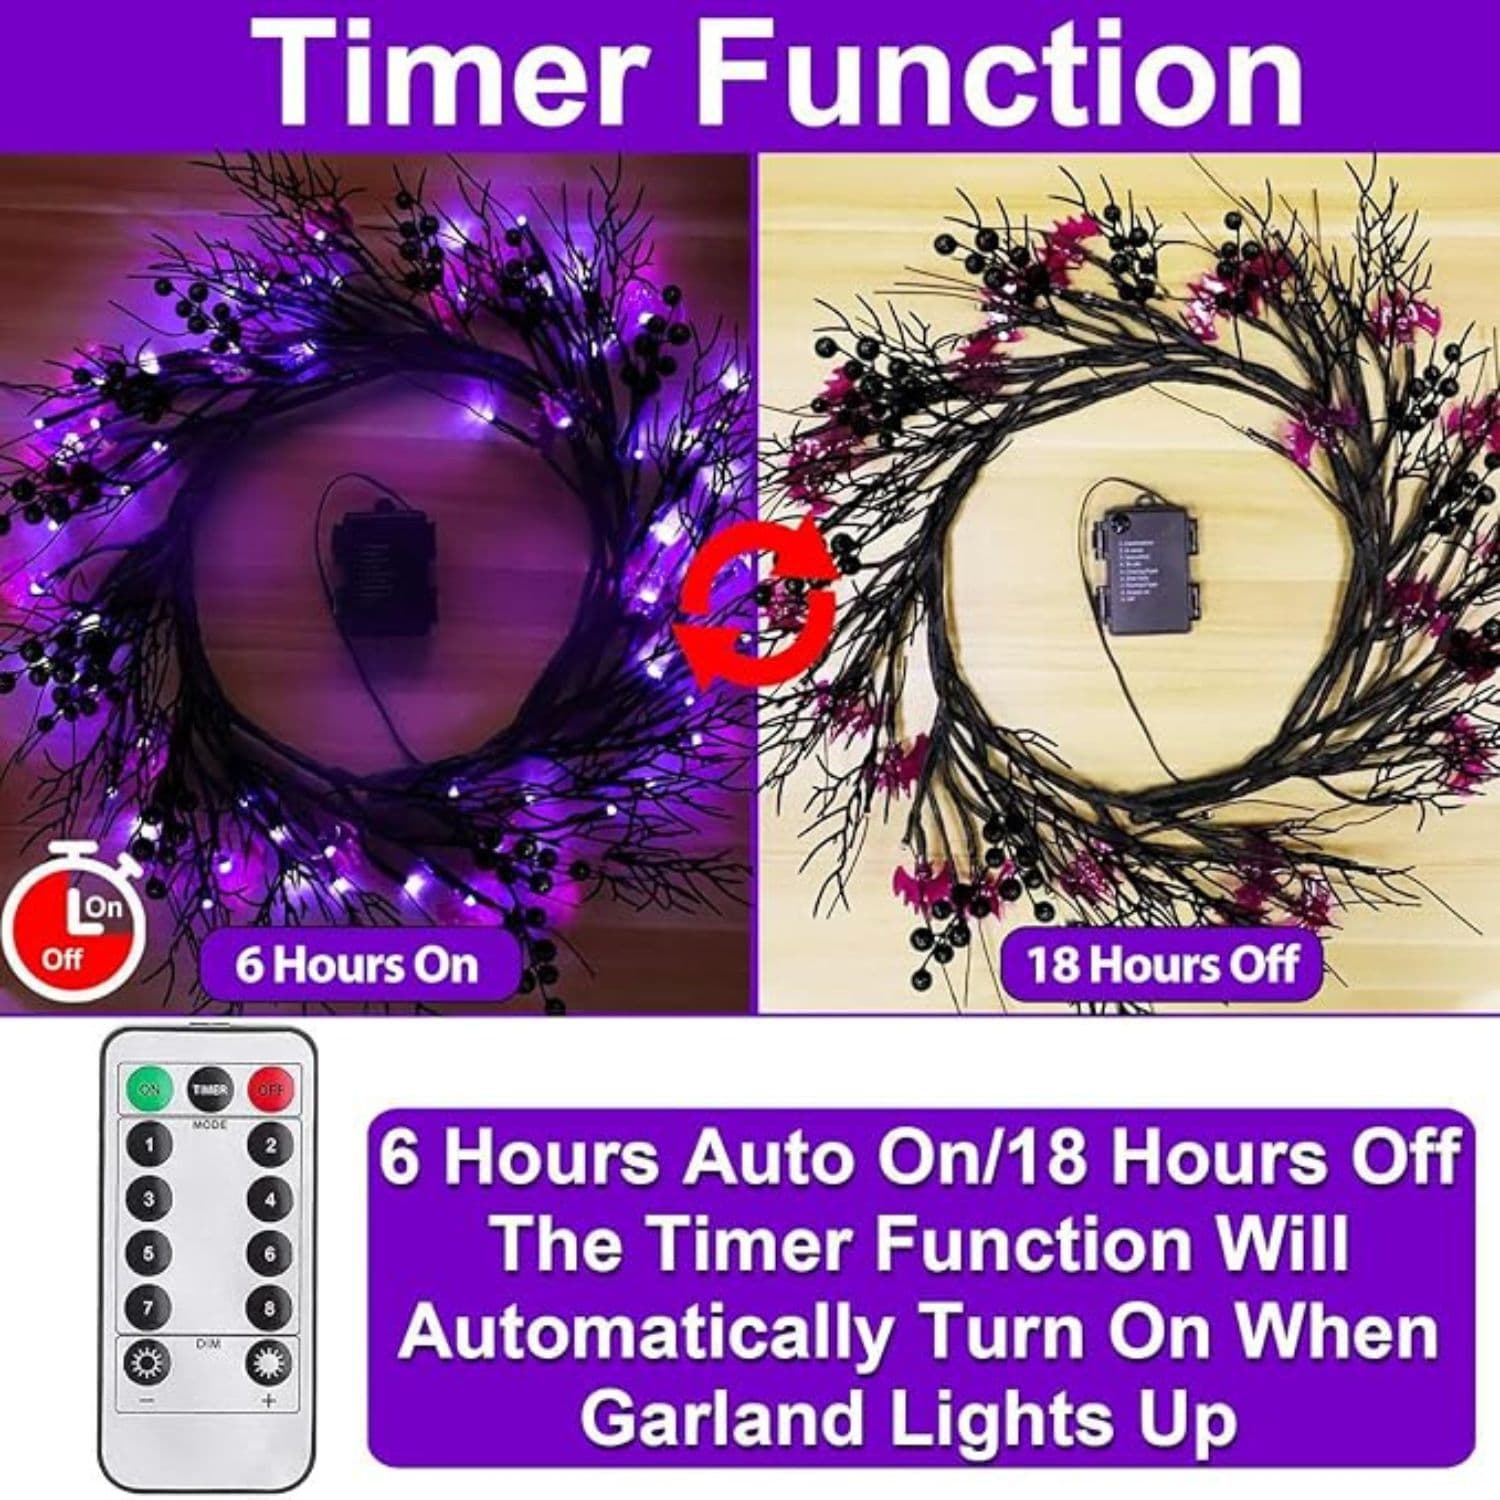 Timer Function
On
Off
6 Hours On
18 Hours Off
ON TIMER OFF
MODE
1 2
3 4
5 6
7 8
DIM
− +
6 Hours Auto On/18 Hours Off
The Timer Function Will
Automatically Turn On When
Garland Lights Up